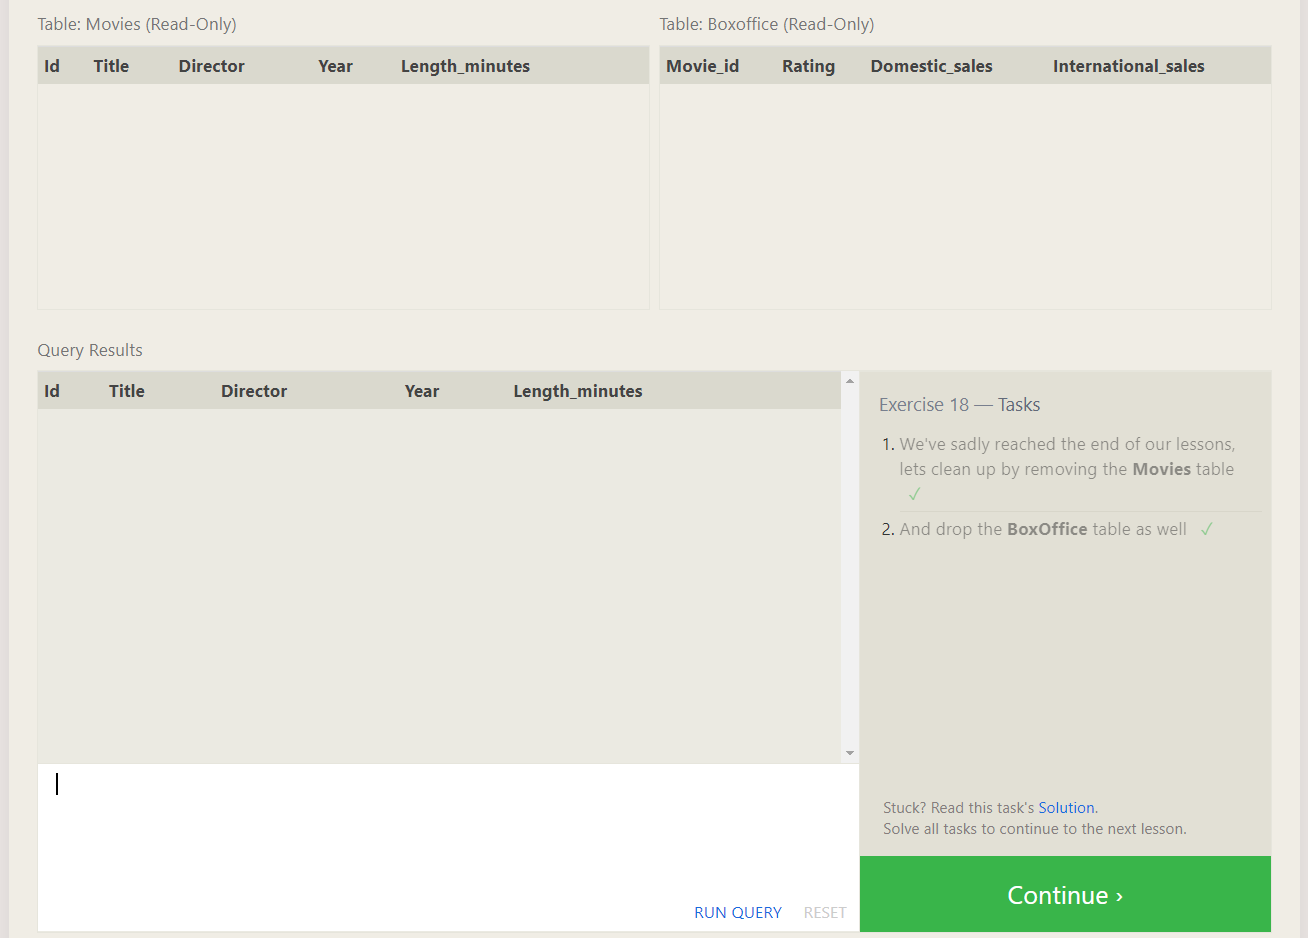 Table: Movies (Read-Only)
Id Title Director Year Length_minutes
Table: Boxoffice (Read-Only)
Movie_id Rating Domestic_sales International_sales
Query Results
Id Title Director Year Length_minutes
Exercise 18 — Tasks
1. We've sadly reached the end of our lessons,
lets clean up by removing the Movies table
✓
2. And drop the BoxOffice table as well ✓
Stuck? Read this task's Solution.
Solve all tasks to continue to the next lesson.
RUN QUERY RESET
Continue ›